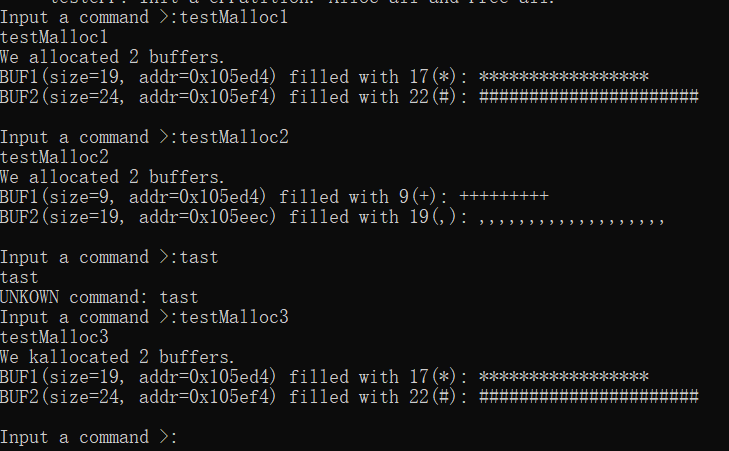 Input a command >:testMalloc1
testMalloc1
We allocated 2 buffers.
BUF1(size=19, addr=0x105ed4) filled with 17(*): *****************
BUF2(size=24, addr=0x105ef4) filled with 22(#): ######################
Input a command >:testMalloc2
testMalloc2
We allocated 2 buffers.
BUF1(size=9, addr=0x105ed4) filled with 9(+): +++++++++
BUF2(size=19, addr=0x105eec) filled with 19(,): ,,,,,,,,,,,,,,,,,,,
Input a command >:tast
tast
UNKOWN command: tast
Input a command >:testMalloc3
testMalloc3
We kallocated 2 buffers.
BUF1(size=19, addr=0x105ed4) filled with 17(*): *****************
BUF2(size=24, addr=0x105ef4) filled with 22(#): ######################
Input a command >: